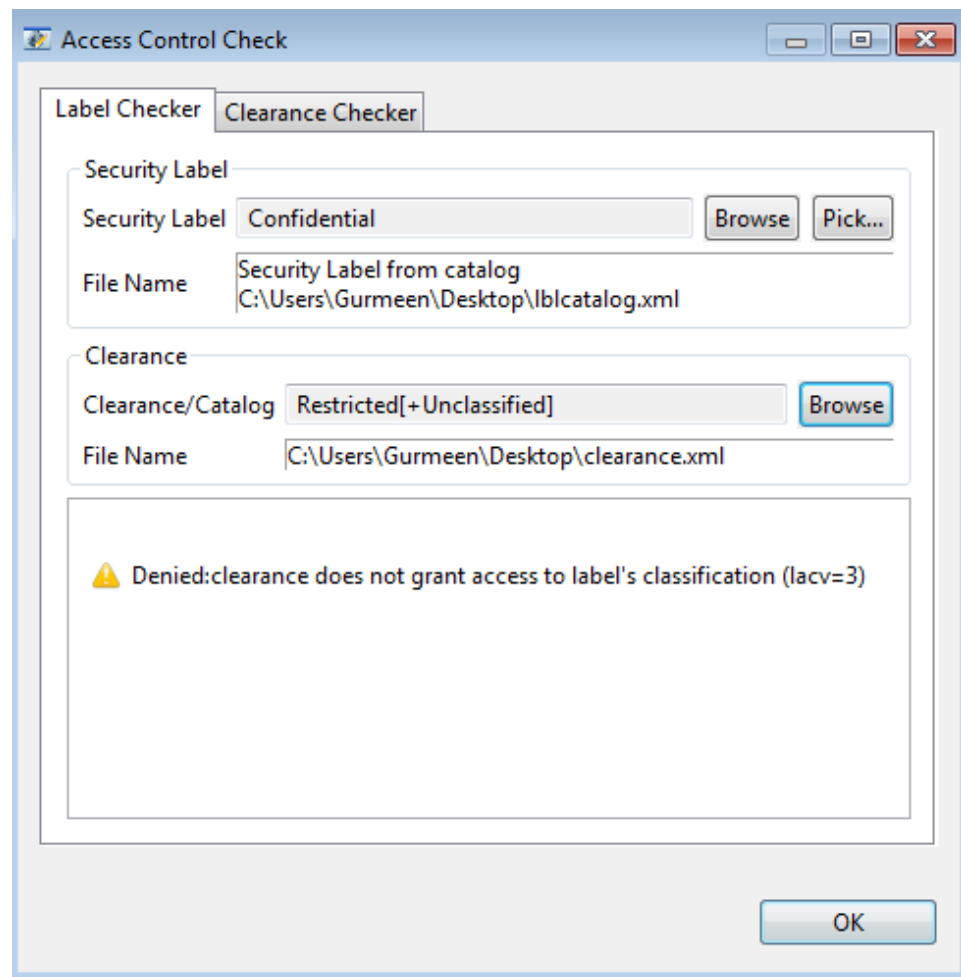 Access Control Check
Label Checker
Clearance Checker
Security Label
Security Label Confidential Browse Pick...
File Name
Security Label from catalog
C:\Users\Gurmeen\Desktop\lblcatalog.xml
Clearance
Clearance/Catalog Restricted[+Unclassified] Browse
File Name C:\Users\Gurmeen\Desktop\clearance.xml
Denied:clearance does not grant access to label's classification (lacv=3)
OK